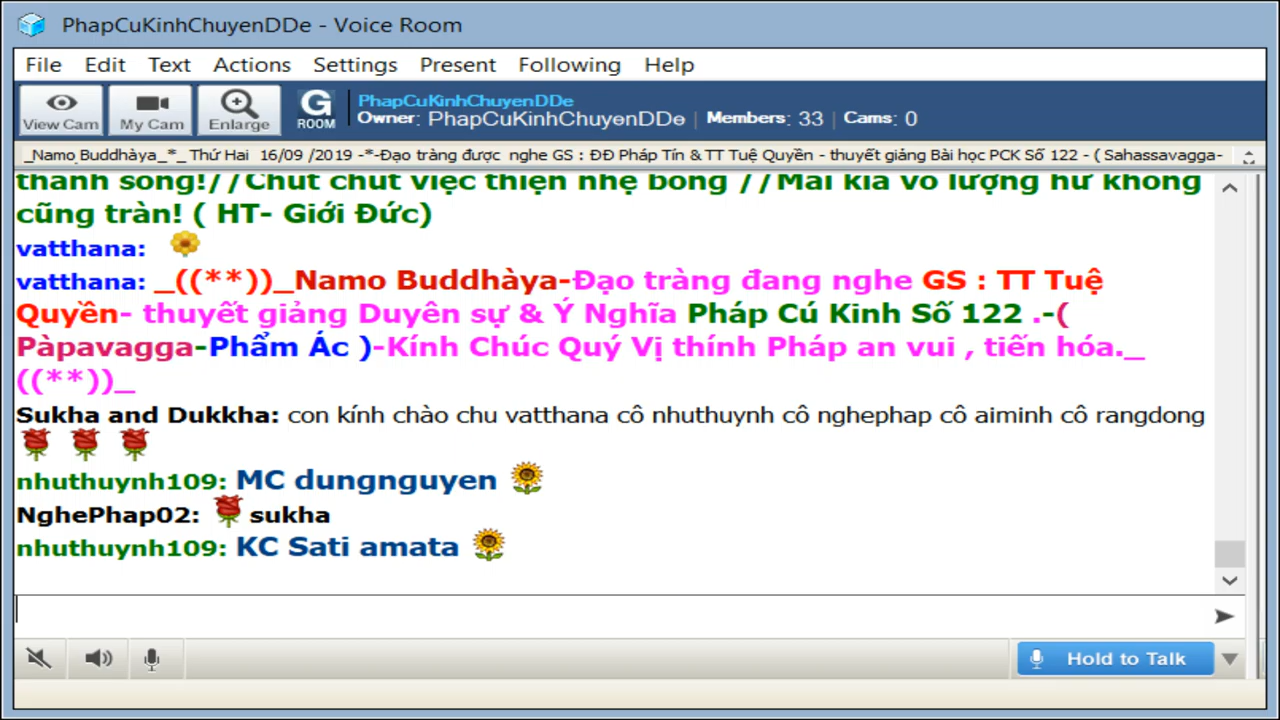 PhapCuKinhChuyenDDe - Voice Room
File Edit Text Actions Settings Present Following Help
View Cam My Cam Enlarge G ROOM PhapCuKinhChuyenDDe
Owner: PhapCuKinhChuyenDDe | Members: 33 | Cams: 0
_Namo Buddhàya_*_ Thứ Hai 16/09 /2019 -*-Đạo tràng được nghe GS : ĐĐ Pháp Tín & TT Tuệ Quyền - thuyết giảng Bài học PCK Số 122 - ( Sahassavagga-
thành sông!//Chút chút việc thiện nhẹ bông //Mai kia vô lượng hư không
cũng tràn! ( HT- Giới Đức)
vatthana:
vatthana: _((**))_Namo Buddhàya-Đạo tràng đang nghe GS : TT Tuệ
Quyền- thuyết giảng Duyên sự & Ý Nghĩa Pháp Cú Kinh Số 122 .-(
Pàpavagga-Phẩm Ác )-Kính Chúc Quý Vị thính Pháp an vui , tiến hóa._
((**))_
Sukha and Dukkha: con kính chào chu vatthana cô nhuthuynh cô nghephap cô aiminh cô rangdong
nhuthuynh109: MC dungnguyen
NghePhap02: sukha
nhuthuynh109: KC Sati amata
Hold to Talk